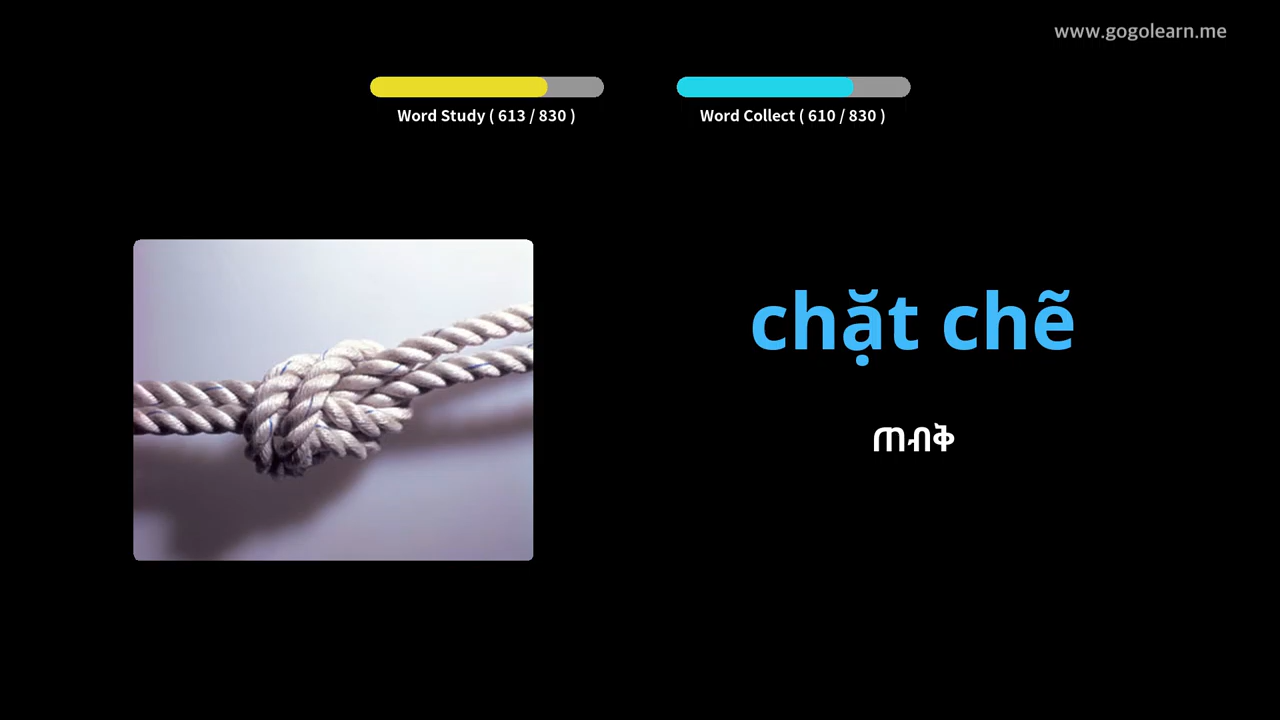 www.gogolearn.me
Word Study ( 613 / 830 )
Word Collect ( 610 / 830 )
chặt chẽ
ጠብቅ